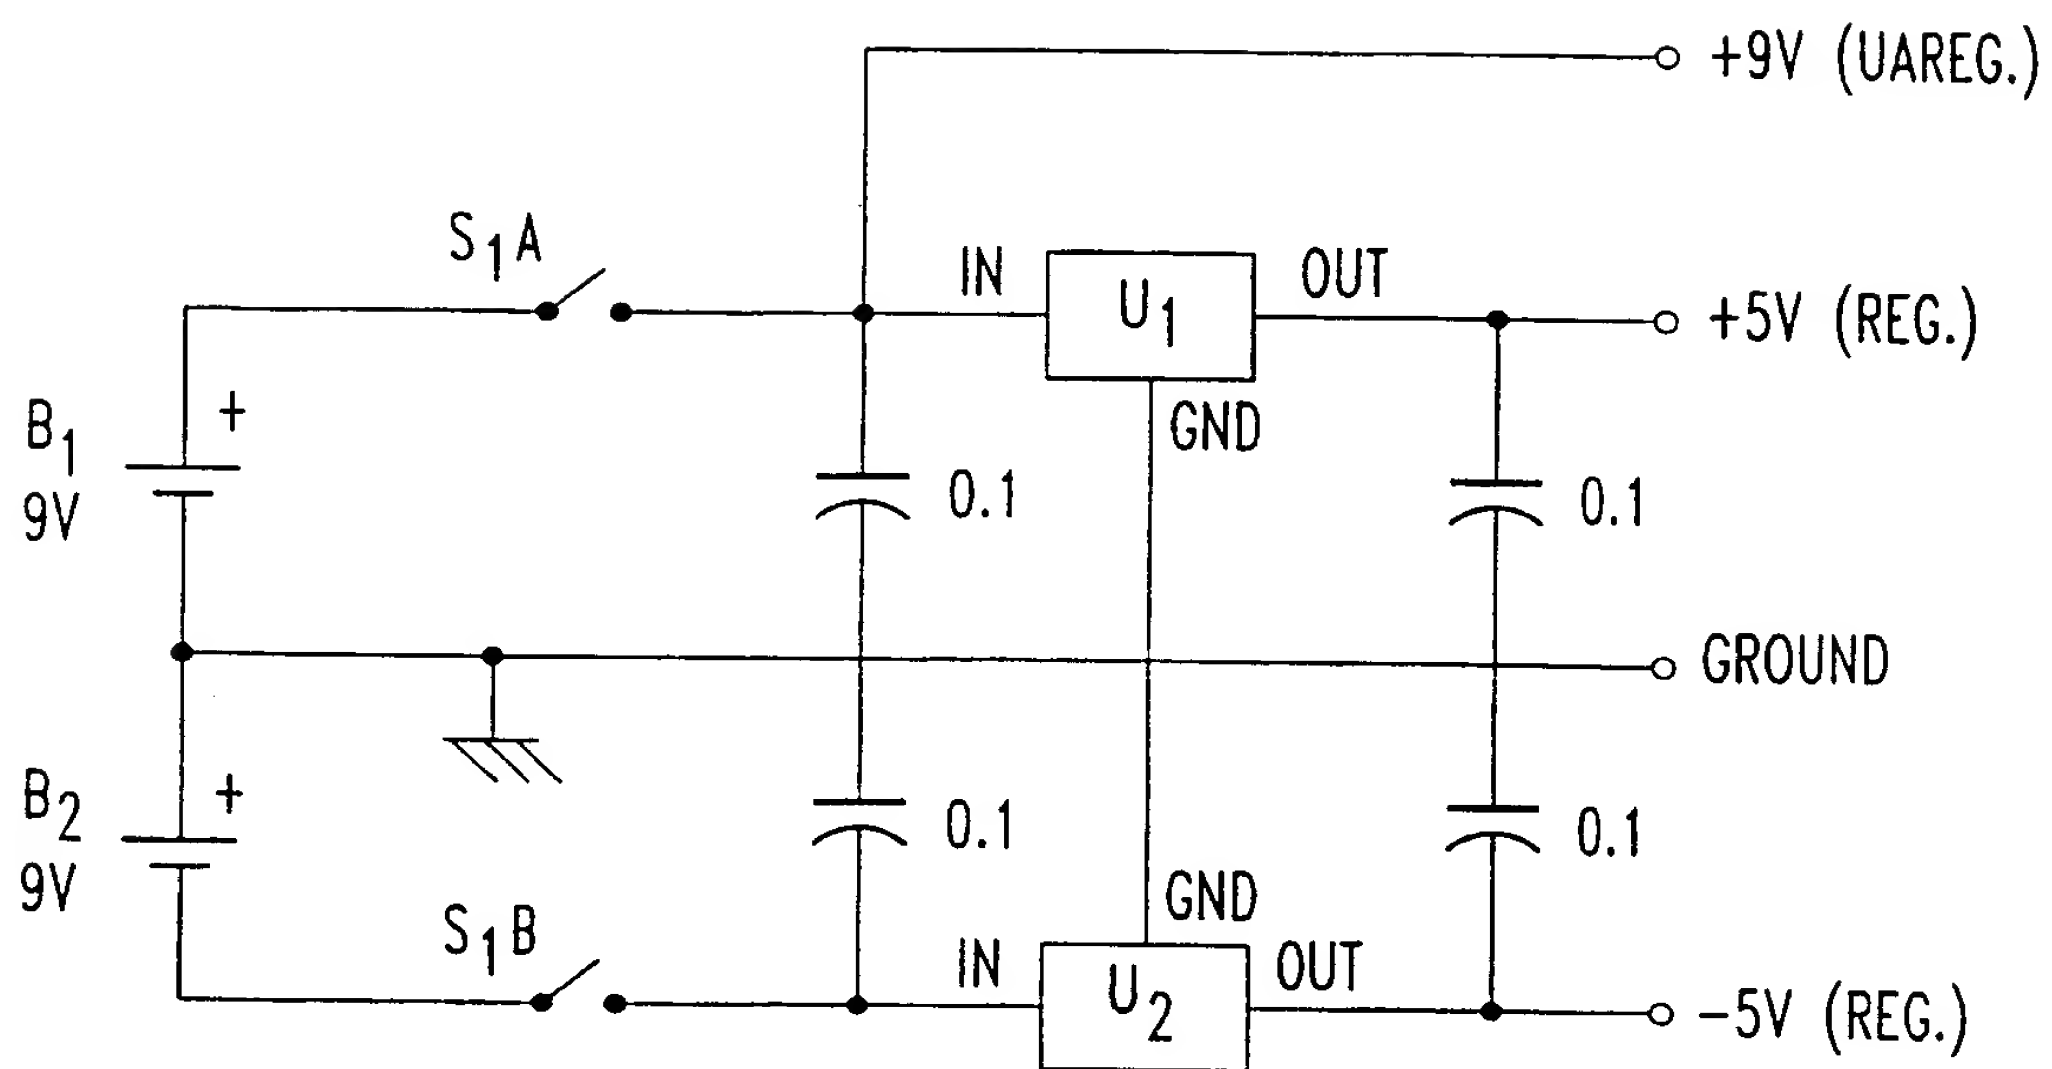 +9V (UAREG.)
S1A
IN
U1
OUT
+5V (REG.)
GND
B1
+
9V
0.1
0.1
GROUND
B2
+
9V
0.1
0.1
GND
S1B
IN
U2
OUT
-5V (REG.)